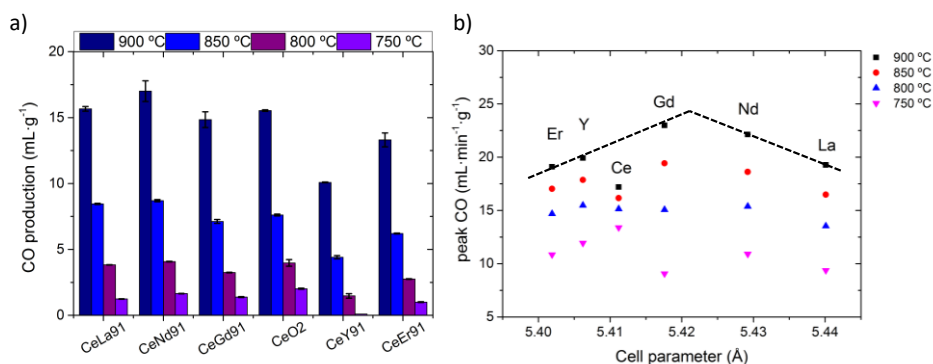 a)
900 ºC 850 ºC 800 ºC 750 ºC
CO production (mL·g⁻¹)
20
15
10
5
0
CeLa91 CeNd91 CeGd91 CeO2 CeY91 CeEr91
b)
peak CO (mL·min⁻¹·g⁻¹)
30
25
20
15
10
5
Er Y Ce Gd Nd La
5.40 5.41 5.42 5.43 5.44
Cell parameter (Å)
900 ºC
850 ºC
800 ºC
750 ºC